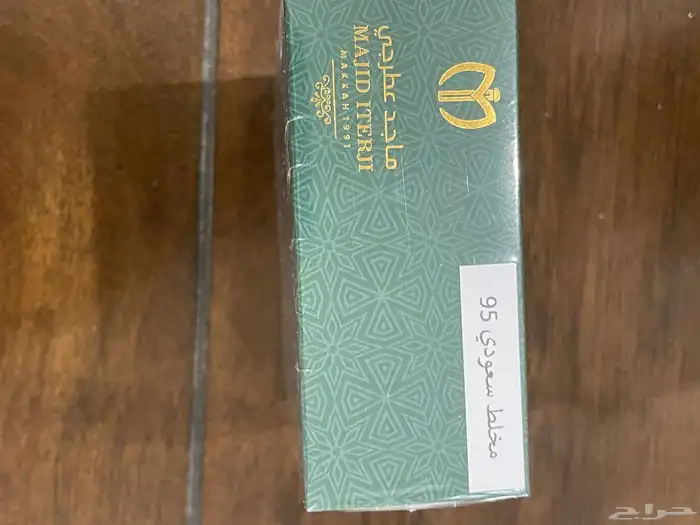 ماجد عطرجي
MAJID ITERJI
MAKKAH 1991
مخلط سعودي 95
حراج